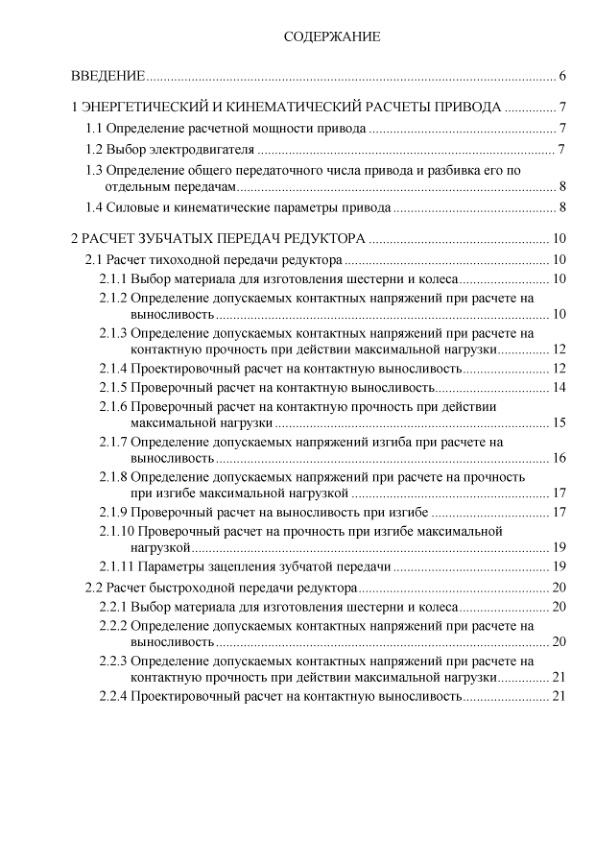 СОДЕРЖАНИЕ
ВВЕДЕНИЕ 6
1 ЭНЕРГЕТИЧЕСКИЙ И КИНЕМАТИЧЕСКИЙ РАСЧЕТЫ ПРИВОДА 7
1.1 Определение расчетной мощности привода 7
1.2 Выбор электродвигателя 7
1.3 Определение общего передаточного числа привода и разбивка его по
отдельным передачам 8
1.4 Силовые и кинематические параметры привода 8
2 РАСЧЕТ ЗУБЧАТЫХ ПЕРЕДАЧ РЕДУКТОРА 10
2.1 Расчет тихоходной передачи редуктора 10
2.1.1 Выбор материала для изготовления шестерни и колеса 10
2.1.2 Определение допускаемых контактных напряжений при расчете на
выносливость 10
2.1.3 Определение допускаемых контактных напряжений при расчете на
контактную прочность при действии максимальной нагрузки 12
2.1.4 Проектировочный расчет на контактную выносливость 12
2.1.5 Проверочный расчет на контактную выносливость 14
2.1.6 Проверочный расчет на контактную прочность при действии
максимальной нагрузки 15
2.1.7 Определение допускаемых напряжений изгиба при расчете на
выносливость 16
2.1.8 Определение допускаемых напряжений при расчете на прочность
при изгибе максимальной нагрузкой 17
2.1.9 Проверочный расчет на выносливость при изгибе 17
2.1.10 Проверочный расчет на прочность при изгибе максимальной
нагрузкой 19
2.1.11 Параметры зацепления зубчатой передачи 19
2.2 Расчет быстроходной передачи редуктора 20
2.2.1 Выбор материала для изготовления шестерни и колеса 20
2.2.2 Определение допускаемых контактных напряжений при расчете на
выносливость 20
2.2.3 Определение допускаемых контактных напряжений при расчете на
контактную прочность при действии максимальной нагрузки 21
2.2.4 Проектировочный расчет на контактную выносливость 21